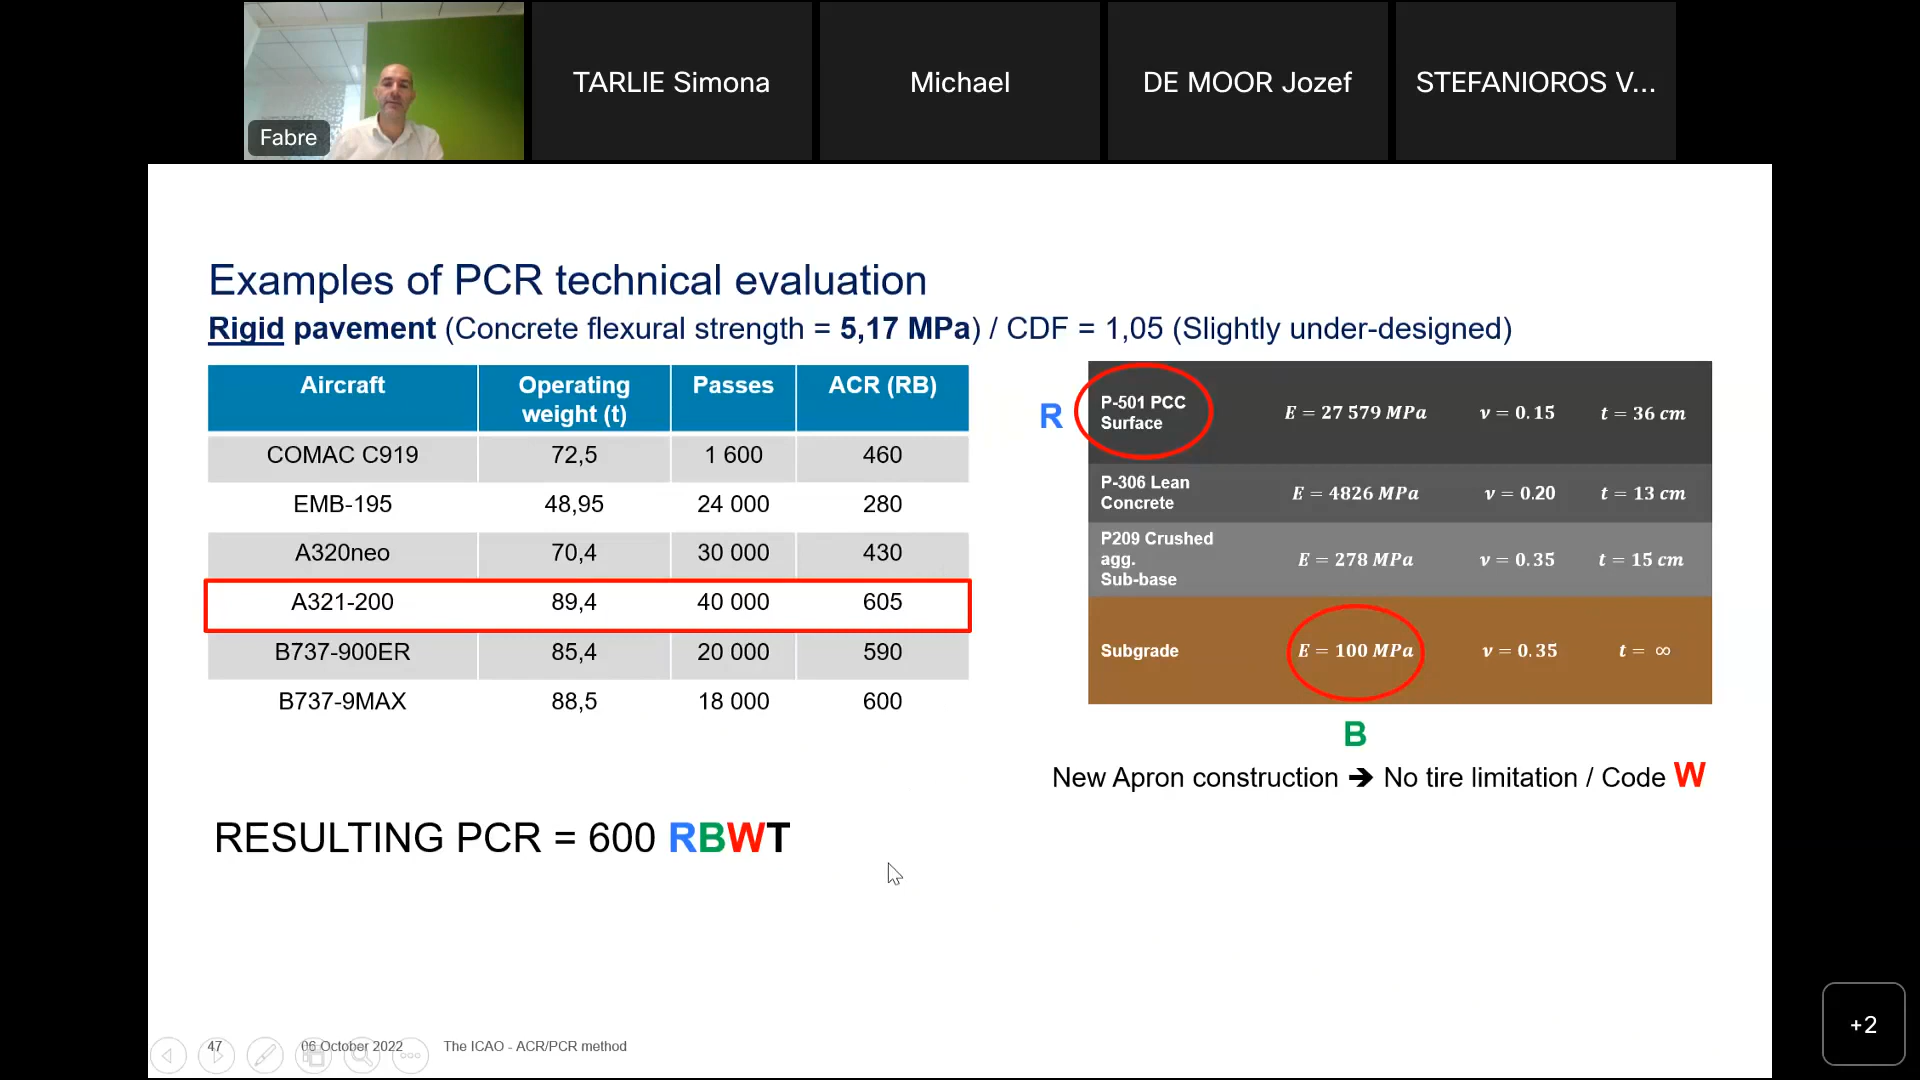 TARLIE Simona
Michael
DE MOOR Jozef
STEFANIOROS V...
Fabre
Examples of PCR technical evaluation
Rigid pavement (Concrete flexural strength = 5,17 MPa) / CDF = 1,05 (Slightly under-designed)
Aircraft Operating weight (t) Passes ACR (RB)
COMAC C919 72,5 1 600 460
EMB-195 48,95 24 000 280
A320neo 70,4 30 000 430
A321-200 89,4 40 000 605
B737-900ER 85,4 20 000 590
B737-9MAX 88,5 18 000 600
R
P-501 PCC
Surface
E = 27 579 MPa ν = 0.15 t = 36 cm
P-306 Lean
Concrete
E = 4826 MPa ν = 0.20 t = 13 cm
P209 Crushed
agg.
Sub-base
E = 278 MPa ν = 0.35 t = 15 cm
Subgrade E = 100 MPa ν = 0.35 t = ∞
B
New Apron construction ➔ No tire limitation / Code W
RESULTING PCR = 600 RBWT
47 06 October 2022 The ICAO - ACR/PCR method
+2